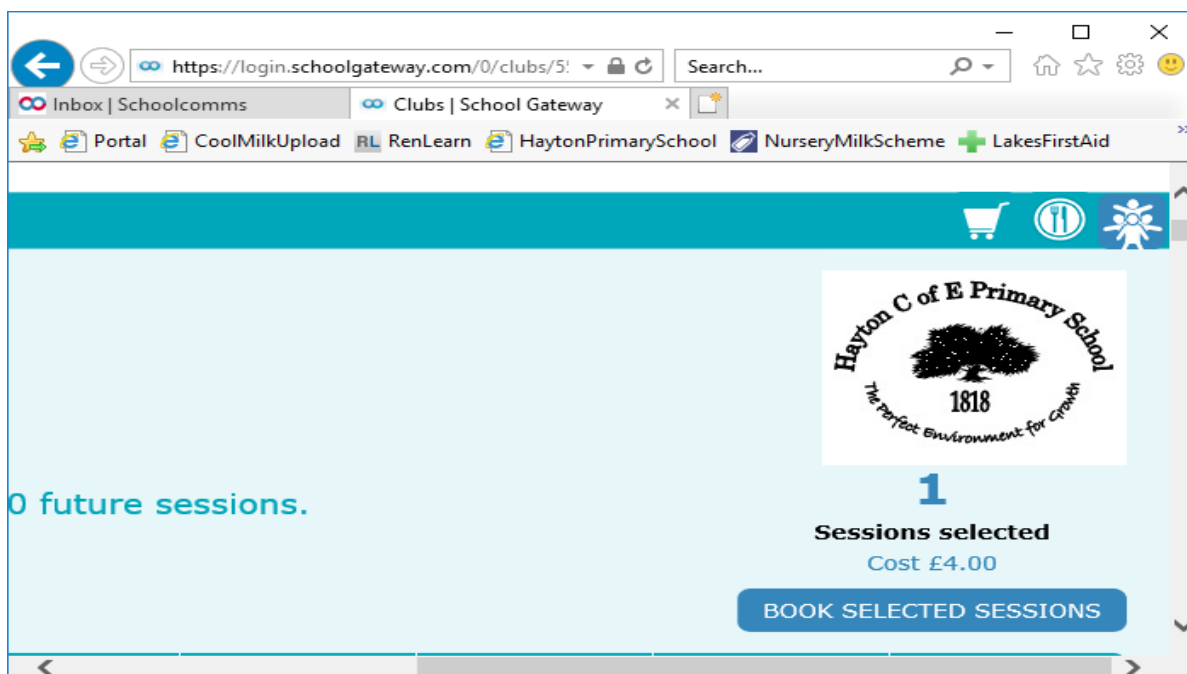 https://login.schoolgateway.com/0/clubs/5
Search...
Inbox | Schoolcomms
Clubs | School Gateway
Portal
CoolMilkUpload
RL RenLearn
HaytonPrimarySchool
NurseryMilkScheme
LakesFirstAid
Hayton C of E Primary School
1818
The Perfect Environment for Growth
0 future sessions.
1
Sessions selected
Cost £4.00
BOOK SELECTED SESSIONS